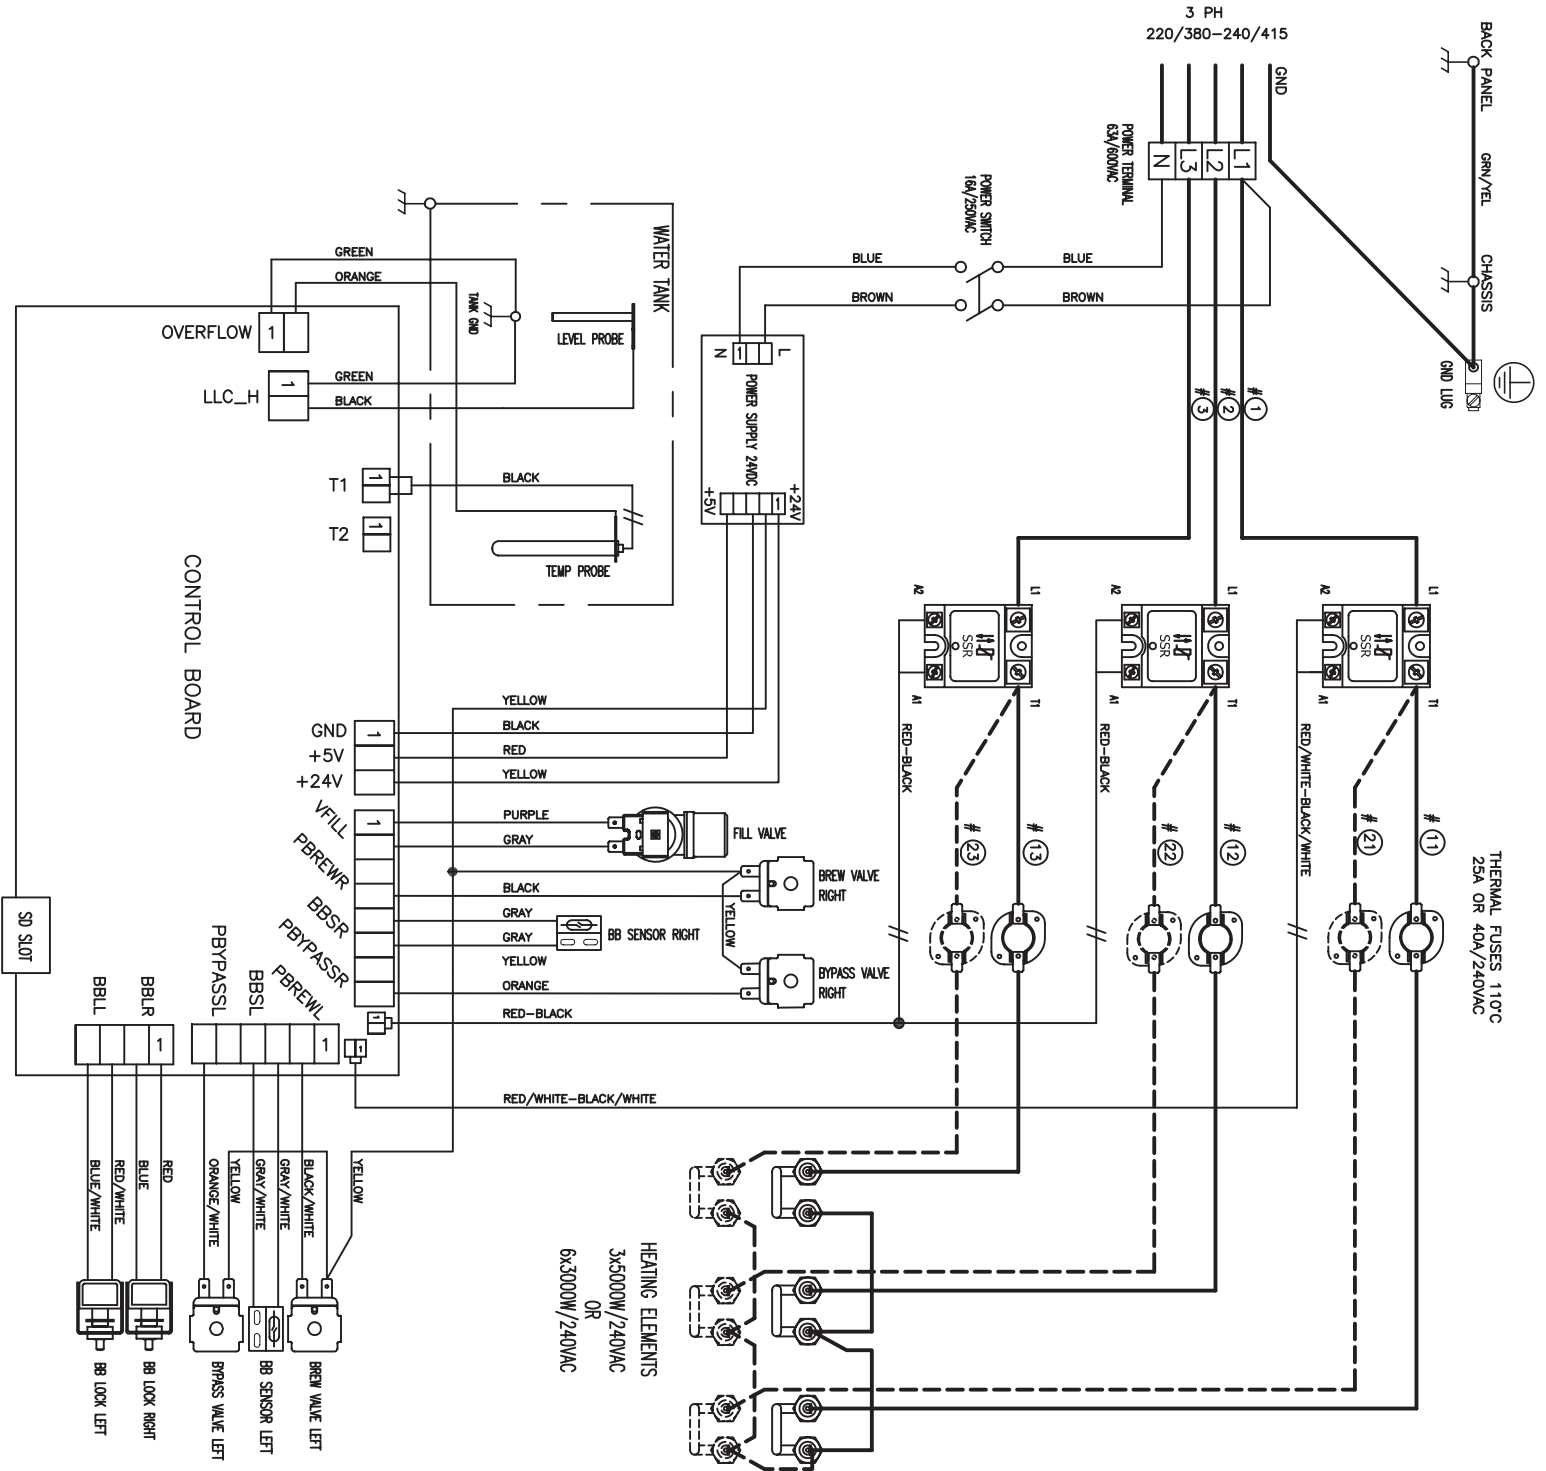 3 PH
220/380-240/415
GND
BACK PANEL
GRN/YEL
CHASSIS
GND LUG
POWER TERMINAL
63A/600VAC
N
L3
L2
L1
POWER SWITCH
16A/250VAC
BLUE
BLUE
BROWN
BROWN
WATER TANK
GREEN
ORANGE
TANK GND
LEVEL PROBE
OVERFLOW
1
GREEN
LLC_H
1
BLACK
N
1
L
POWER SUPPLY 24VDC
+5V
1
+24V
# 3
# 2
# 1
T1
1
BLACK
T2
1
TEMP PROBE
CONTROL BOARD
A2
L1
SSR
A1
T1
A2
L1
SSR
A1
T1
A2
L1
SSR
A1
T1
RED-BLACK
RED-BLACK
RED/WHITE-BLACK/WHITE
YELLOW
GND
1
BLACK
+5V
RED
+24V
YELLOW
VFILL
1
PURPLE
GRAY
FILL VALVE
PBREWR
BLACK
BREW VALVE
RIGHT
BBSR
GRAY
GRAY
BB SENSOR RIGHT
YELLOW
PBYPASSR
YELLOW
ORANGE
BYPASS VALVE
RIGHT
1
RED-BLACK
# 23
# 13
# 22
# 12
# 21
# 11
THERMAL FUSES 110°C
25A OR 40A/240VAC
SD SLOT
BBLL
BBLR
1
PBYPASSL
BBSL
PBREWL
1
1
RED/WHITE-BLACK/WHITE
BLUE/WHITE
RED/WHITE
BLUE
RED
ORANGE/WHITE
YELLOW
GRAY/WHITE
GRAY/WHITE
BLACK/WHITE
YELLOW
BB LOCK LEFT
BB LOCK RIGHT
BYPASS VALVE LEFT
BB SENSOR LEFT
BREW VALVE LEFT
HEATING ELEMENTS
3x5000W/240VAC
OR
6x3000W/240VAC